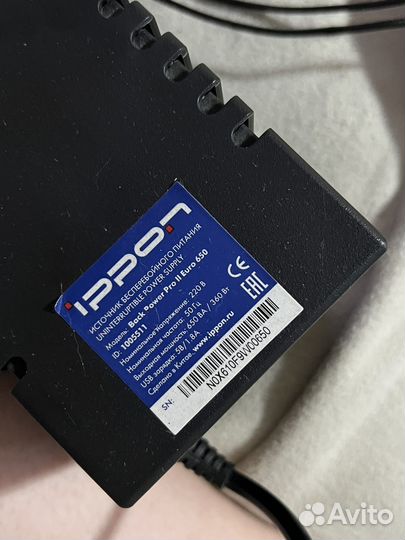 ippon
ИСТОЧНИК БЕСПЕРЕБОЙНОГО ПИТАНИЯ
UNINTERRUPTIBLE POWER SUPPLY
Модель: Back Power Pro II Euro 650
ID: 1005511
Номинальное напряжение: 220 В
Номинальная частота: 50 Гц
Выходная мощность: 650 ВА / 360 Вт
USB зарядка: 5В/1.8А
Сделано в Китае. www.ippon.ru
CE
EAC
SN:
N0X610F9W00650
Avito